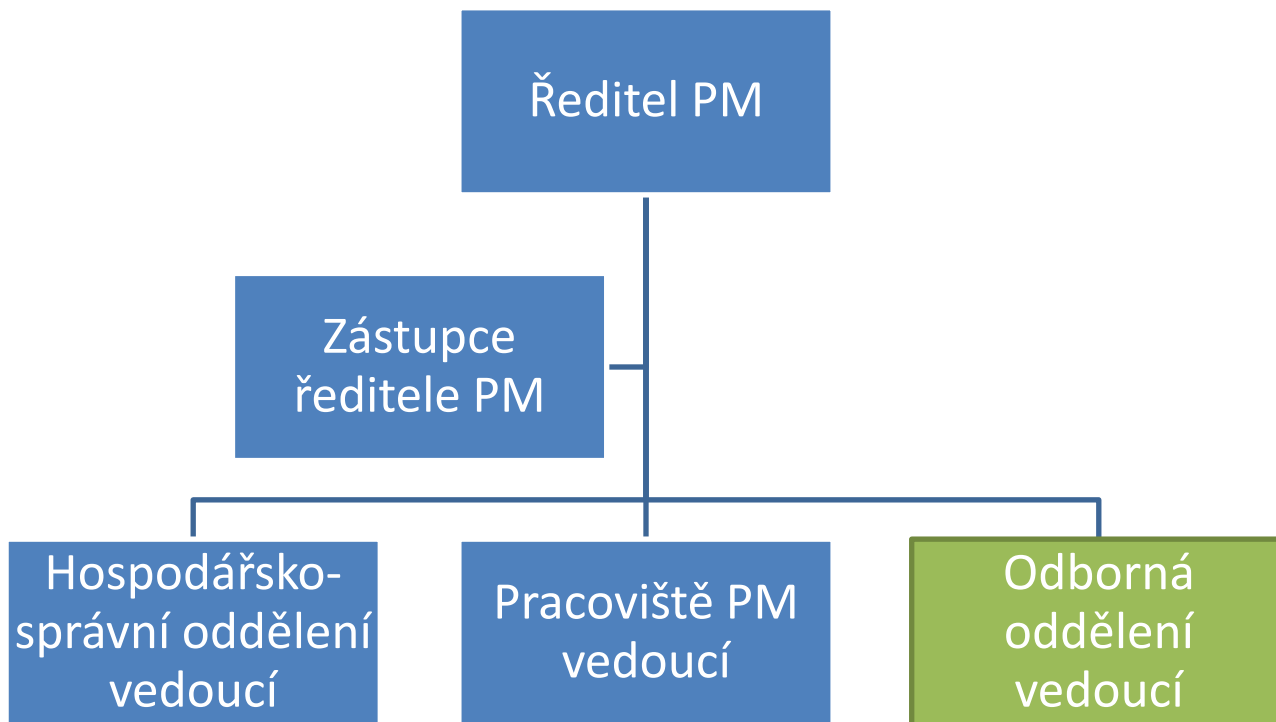 Ředitel PM
Zástupce
ředitele PM
Hospodářsko-
správní oddělení
vedoucí
Pracoviště PM
vedoucí
Odborná
oddělení
vedoucí